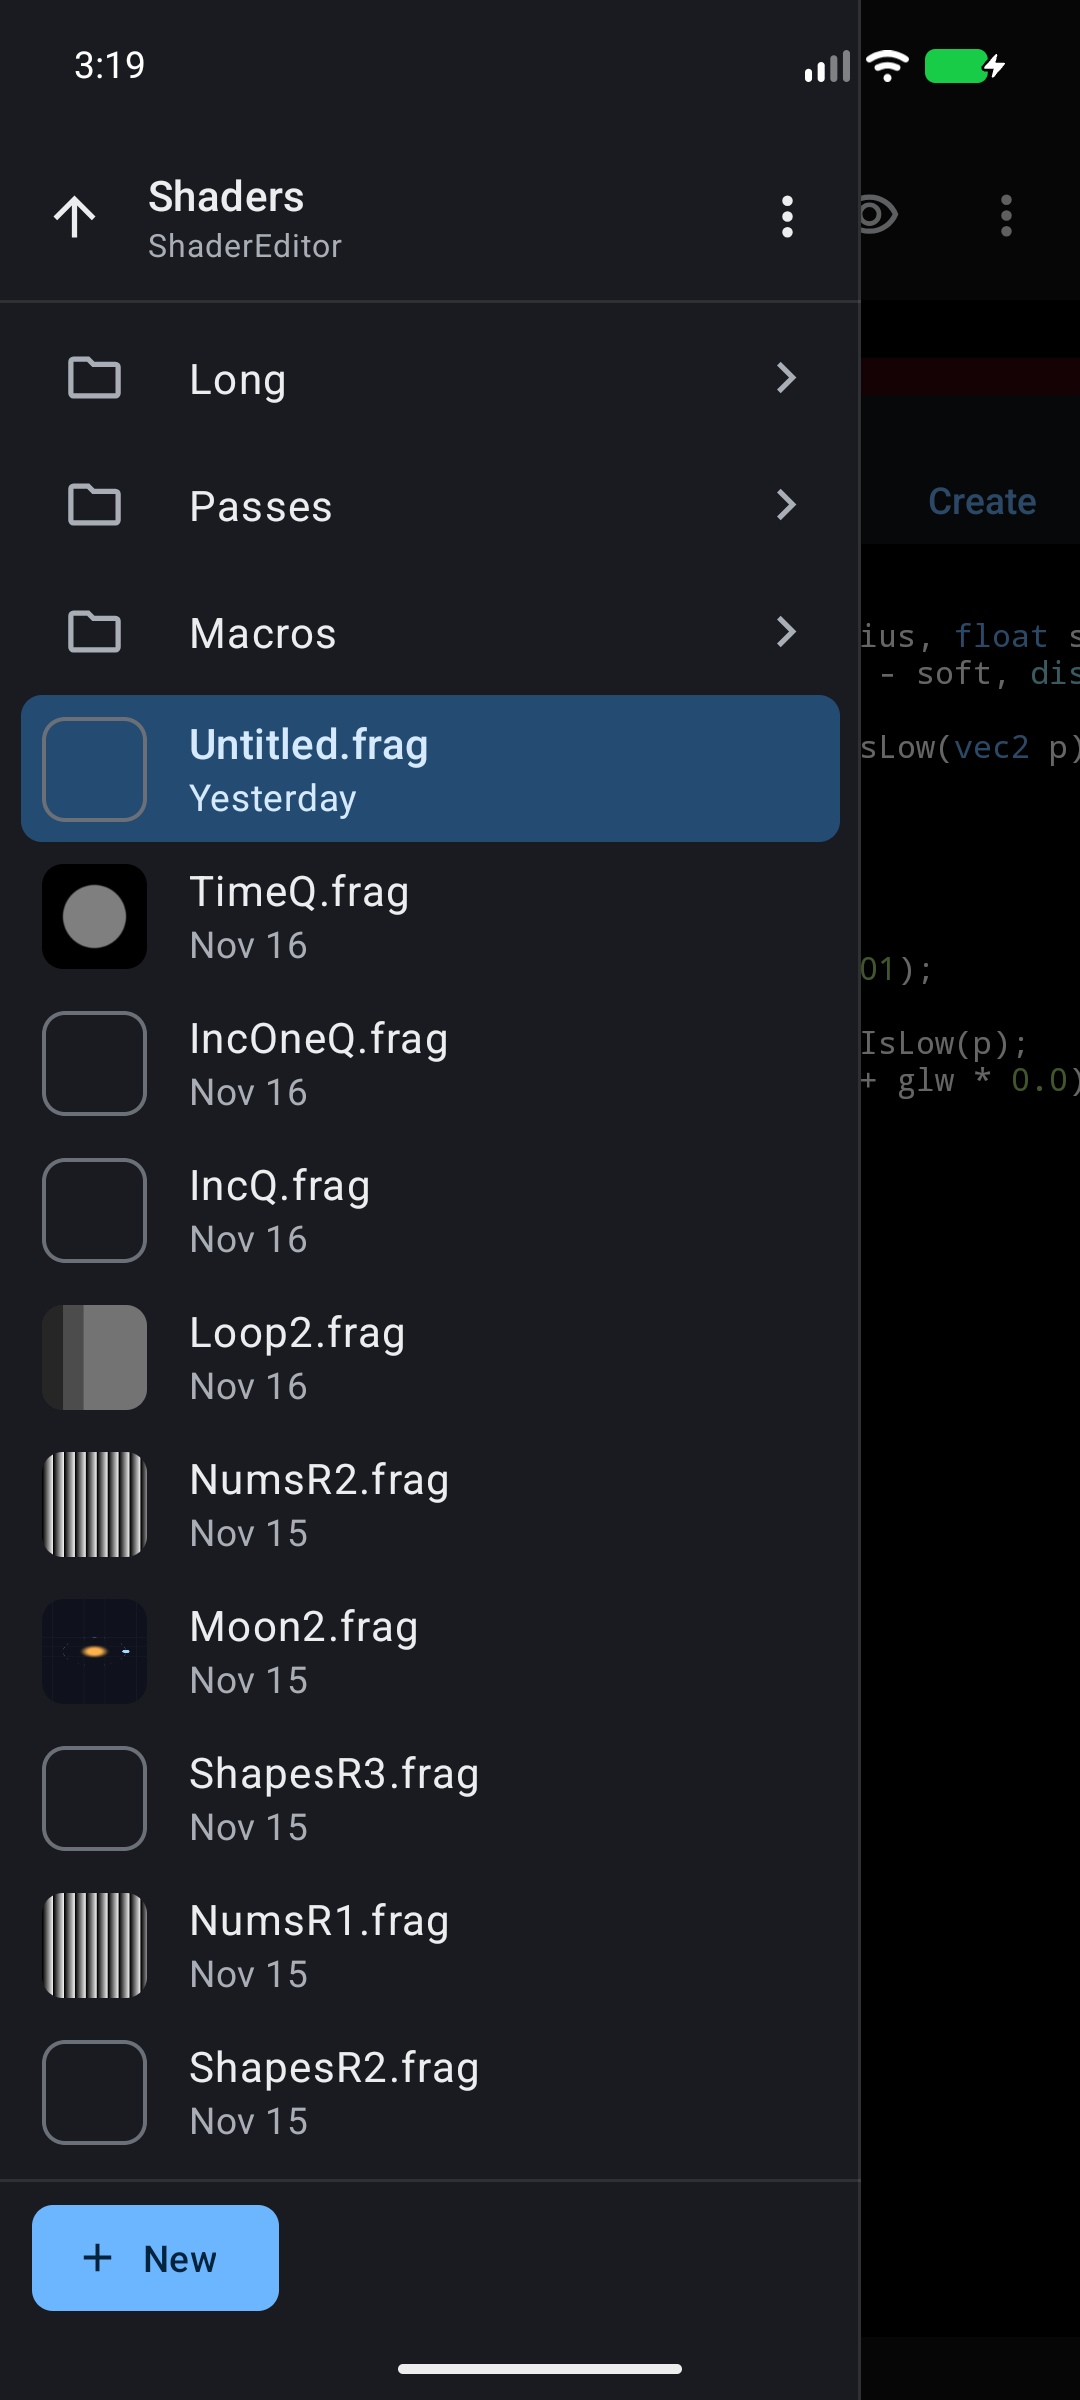 3:19
Shaders
ShaderEditor
Long
Passes
Macros
Untitled.frag
Yesterday
TimeQ.frag
Nov 16
IncOneQ.frag
Nov 16
IncQ.frag
Nov 16
Loop2.frag
Nov 16
NumsR2.frag
Nov 15
Moon2.frag
Nov 15
ShapesR3.frag
Nov 15
NumsR1.frag
Nov 15
ShapesR2.frag
Nov 15
+ New
Create
ius, float s
- soft, dis
sLow(vec2 p)
01);
IsLow(p);
+ glw * 0.0)